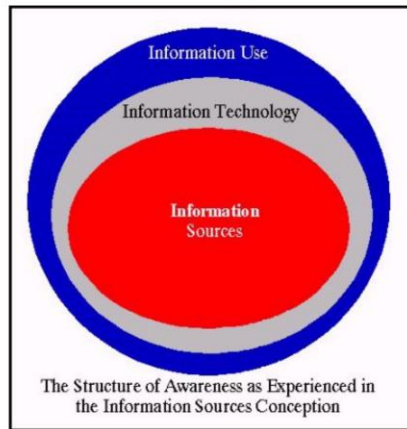 Information Use
Information Technology
Information
Sources
The Structure of Awareness as Experienced in
the Information Sources Conception